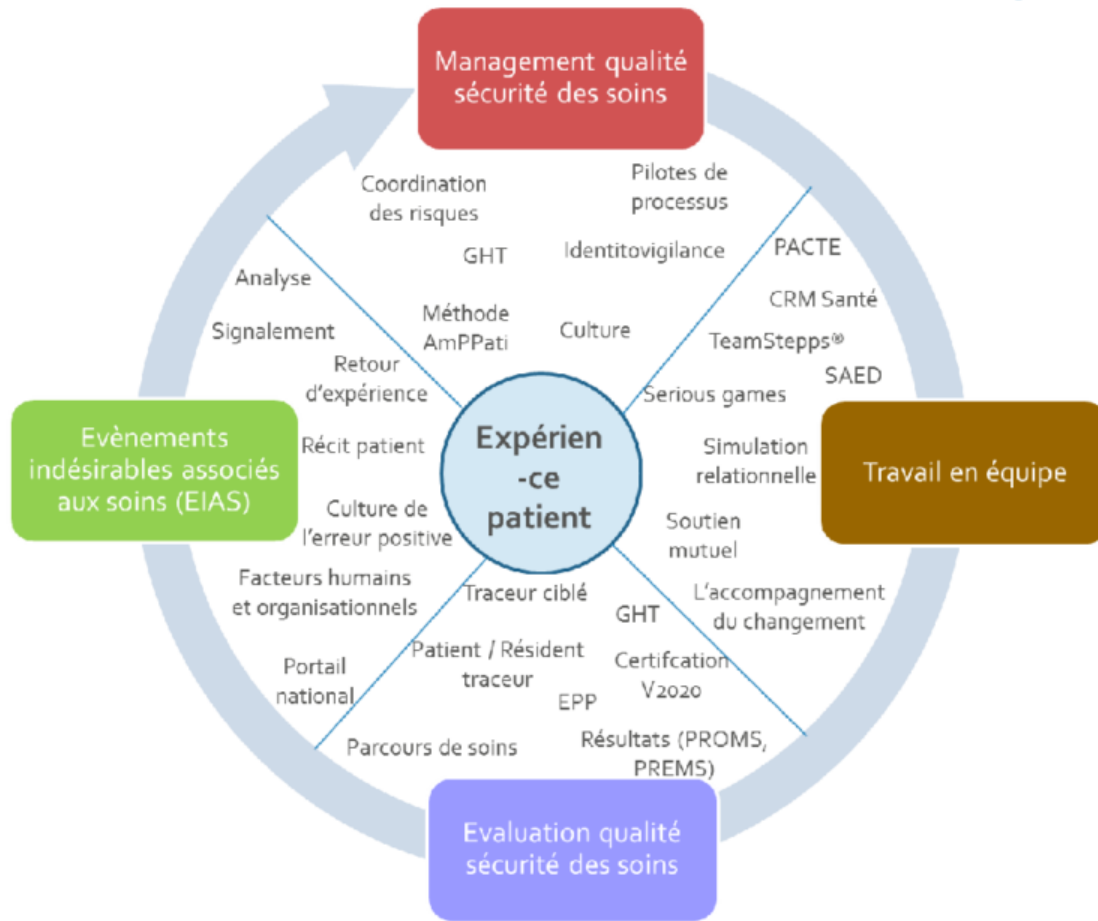 Management qualité
sécurité des soins
Coordination
des risques
Pilotes de
processus
GHT
Identitovigilance
Méthode
AmPPati
Culture
PACTE
CRM Santé
TeamStepps®
SAED
Serious games
Simulation
relationnelle
Soutien
mutuel
L'accompagnement
du changement
Travail en équipe
Expérien
-ce
patient
Analyse
Signalement
Retour
d'expérience
Récit patient
Culture de
l'erreur positive
Facteurs humains
et organisationnels
Portail
national
Evènements
indésirables associés
aux soins (EIAS)
Traceur ciblé
GHT
Patient / Résident
traceur
Certifcation
V2020
EPP
Parcours de soins
Résultats (PROMS,
PREMS)
Evaluation qualité
sécurité des soins